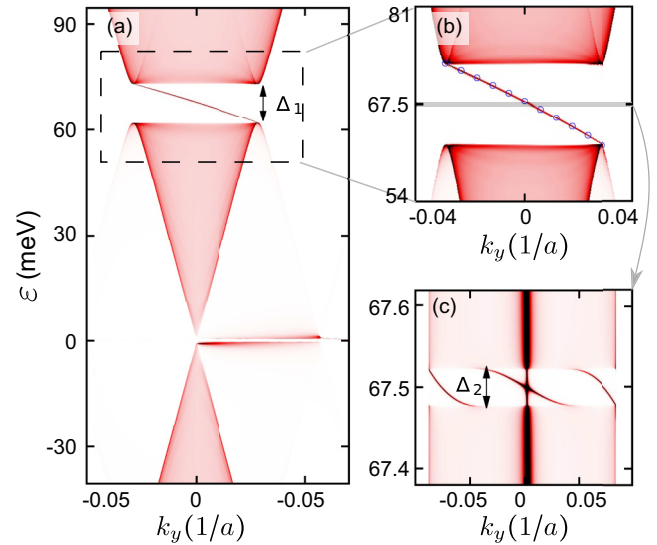 (a)
Δ1
90
60
30
0
-30
ε (meV)
-0.05
0
-0.05
ky(1/a)
(b)
81
67.5
54
-0.04
0
0.04
ky(1/a)
(c)
Δ2
67.6
67.5
67.4
-0.05
0
0.05
ky(1/a)